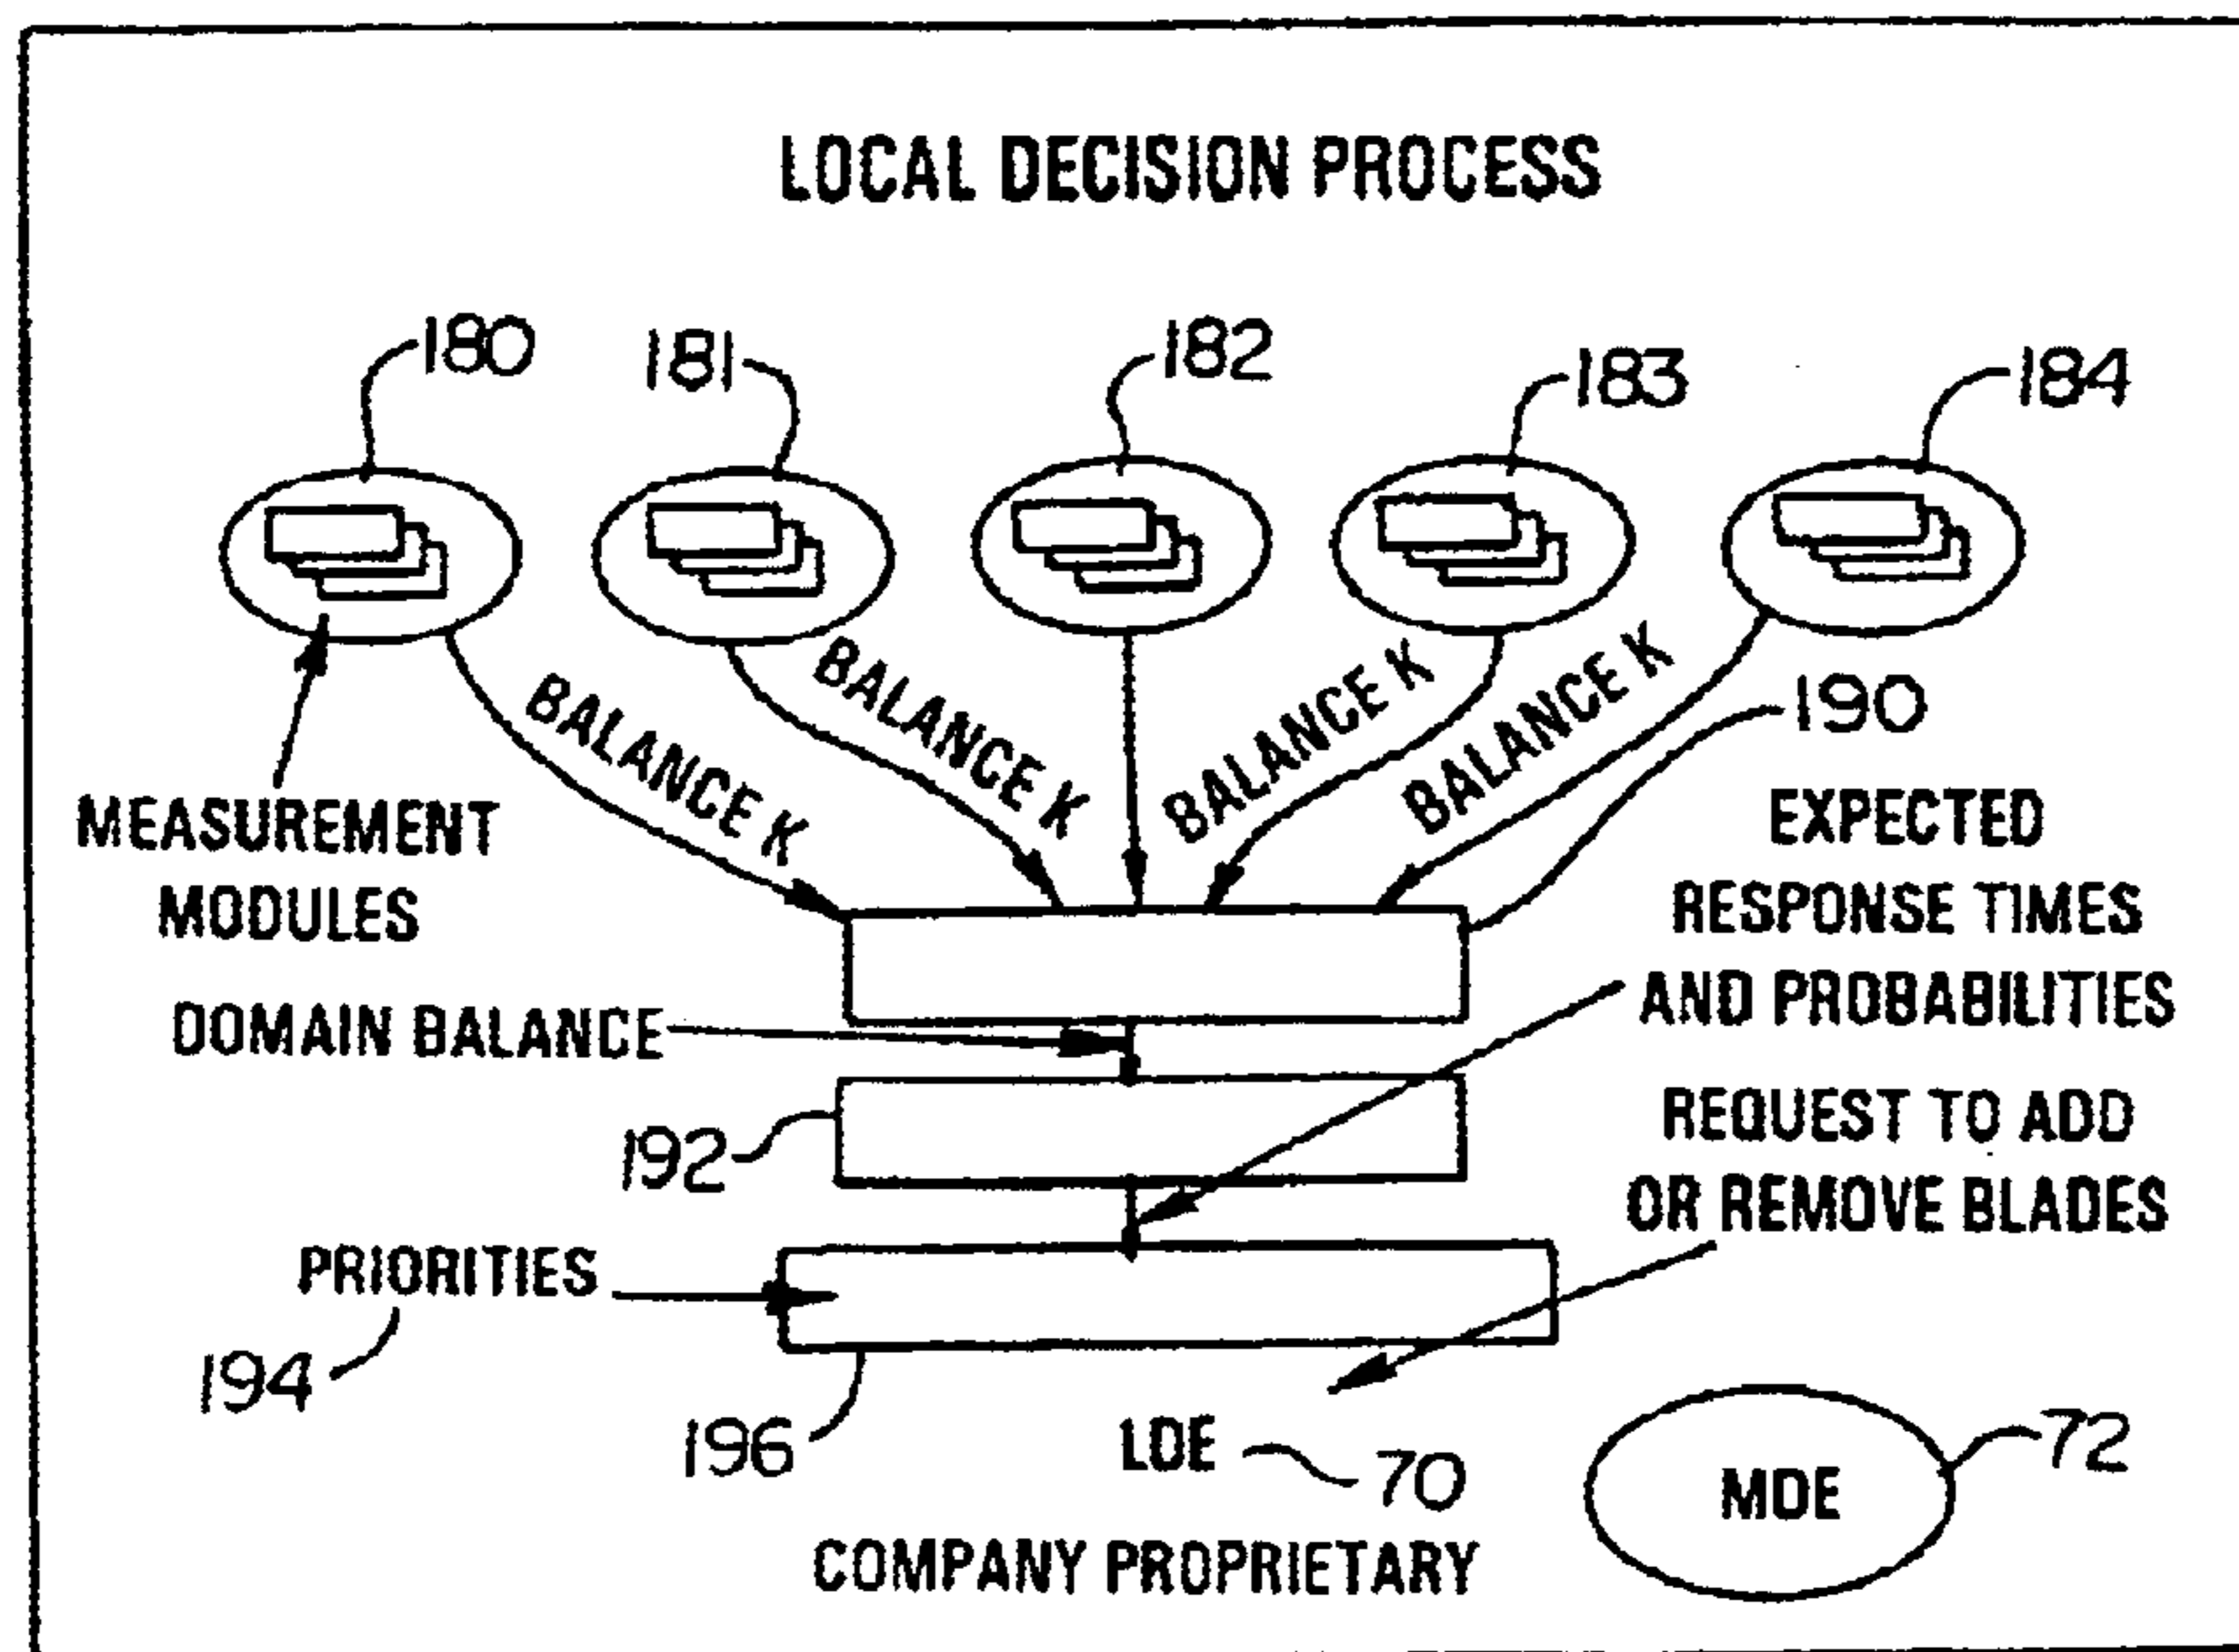 LOCAL DECISION PROCESS
180
181
182
183
184
BALANCE K
BALANCE K
BALANCE K
BALANCE K
190
MEASUREMENT
MODULES
EXPECTED
RESPONSE TIMES
AND PROBABILITIES
DOMAIN BALANCE
192
REQUEST TO ADD
OR REMOVE BLADES
PRIORITIES
194
196
LDE
70
MDE
72
COMPANY PROPRIETARY